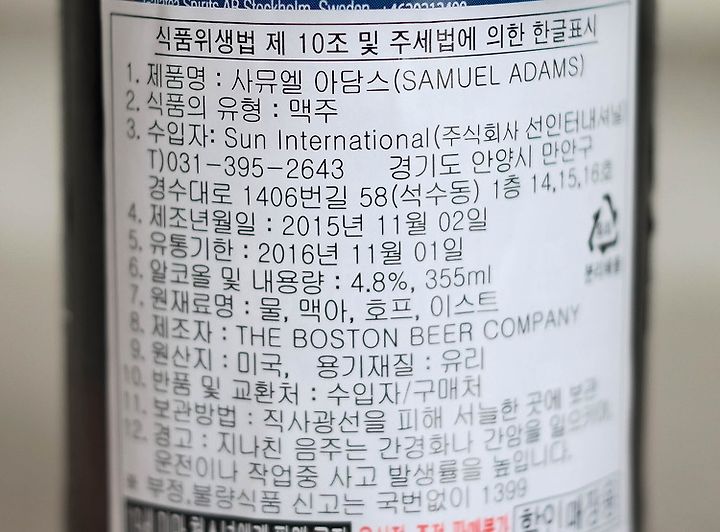 Spirits AB Stockholm, Sweden
식품위생법 제 10조 및 주세법에 의한 한글표시
1. 제품명 : 사뮤엘 아담스(SAMUEL ADAMS)
2. 식품의 유형 : 맥주
3. 수입자: Sun International(주식회사 선인터내셔널)
T)031-395-2643 경기도 안양시 만안구
경수대로 1406번길 58(석수동) 1층 14,15,16호
4. 제조년월일 : 2015년 11월 02일
5. 유통기한 : 2016년 11월 01일
6. 알코올 및 내용량 : 4.8%, 355ml
7. 원재료명 : 물, 맥아, 호프, 이스트
8. 제조자 : THE BOSTON BEER COMPANY
9. 원산지 : 미국, 용기재질 : 유리
10. 반품 및 교환처 : 수입자/구매처
11. 보관방법 : 직사광선을 피해 서늘한 곳에 보관
12. 경고 : 지나친 음주는 간경화나 간암을 일으키며,
운전이나 작업중 사고 발생률을 높입니다.
※ 부정,불량식품 신고는 국번없이 1399
분리배출